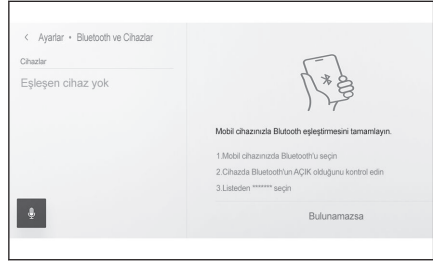 < Ayarlar • Bluetooth ve Cihazlar
Cihazlar
Eşleşen cihaz yok
Mobil cihazınızla Blutooth eşleştirmesini tamamlayın.
1.Mobil cihazınızda Bluetooth'u seçin
2.Cihazda Bluetooth'un AÇIK olduğunu kontrol edin
3.Listeden ******* seçin
Bulunamazsa